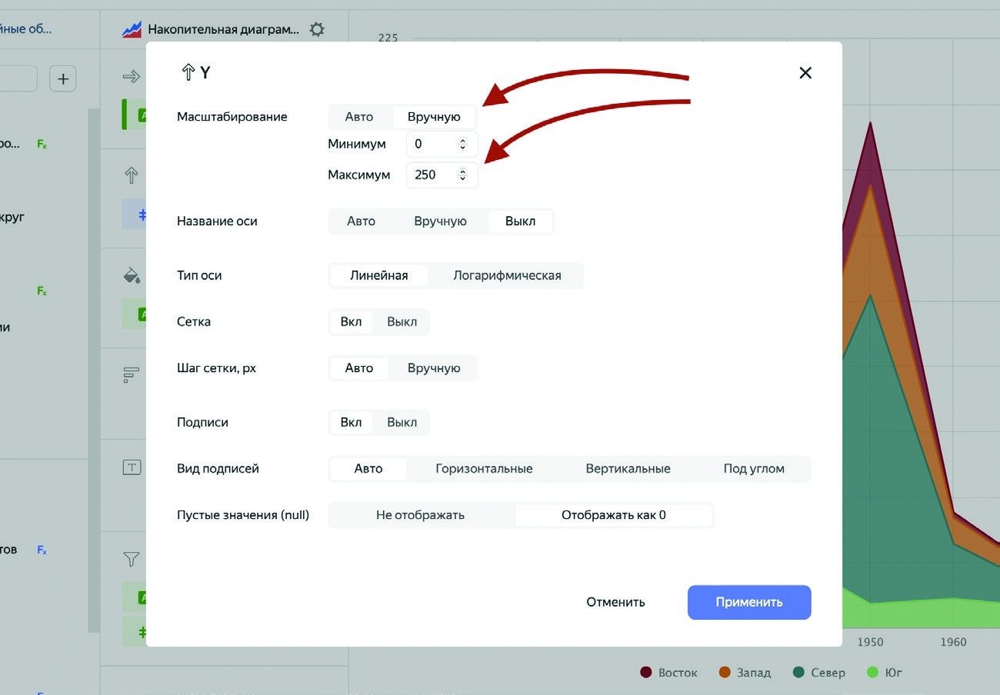 йные об...
Накопительная диаграм...
225
Y
Масштабирование
Авто
Вручную
Минимум
0
Максимум
250
ро...
Fx
круг
Название оси
Авто
Вручную
Выкл
Тип оси
Линейная
Логарифмическая
Fx
ии
Сетка
Вкл
Выкл
Шаг сетки, px
Авто
Вручную
Подписи
Вкл
Выкл
T
Вид подписей
Авто
Горизонтальные
Вертикальные
Под углом
Пустые значения (null)
Не отображать
Отображать как 0
тов
Fx
Отменить
Применить
1950
1960
Восток
Запад
Север
Юг